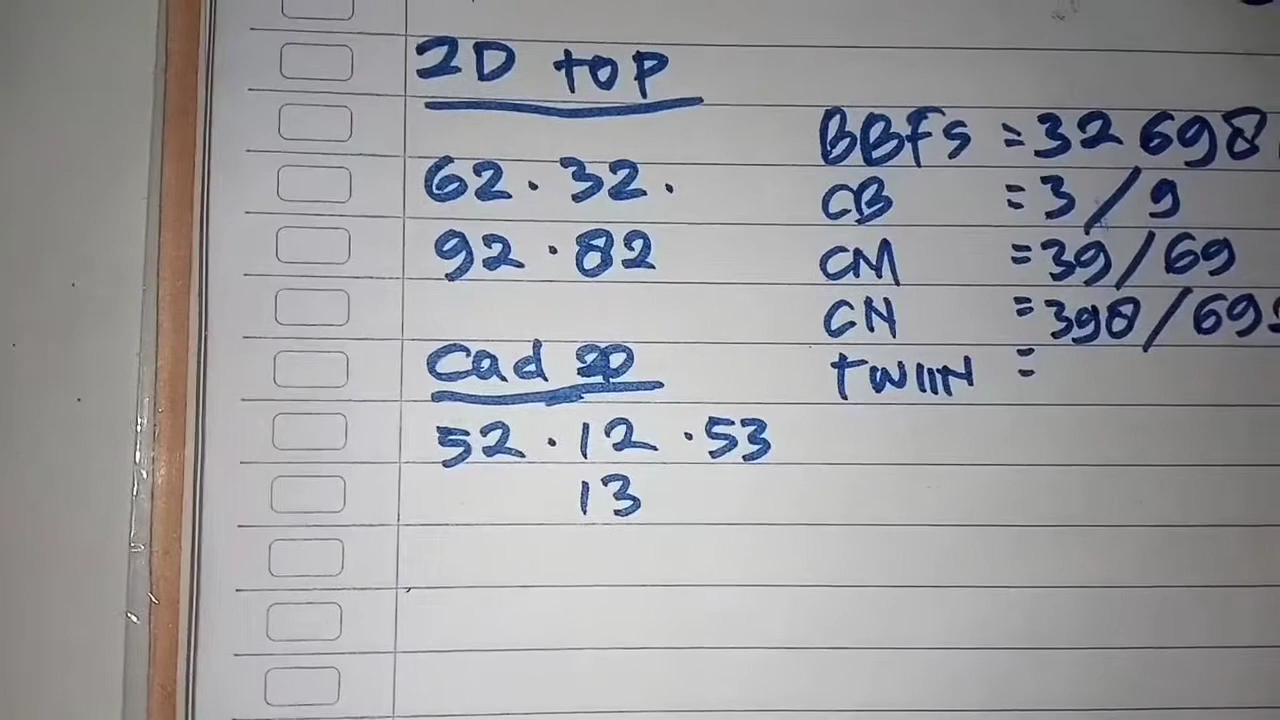 2D top
62. 32.
92. 82
Cad 2D
52. 12. 53
13
BBFS = 32698
CB = 3/9
CM = 39/69
CN = 398/69
TWIIN =